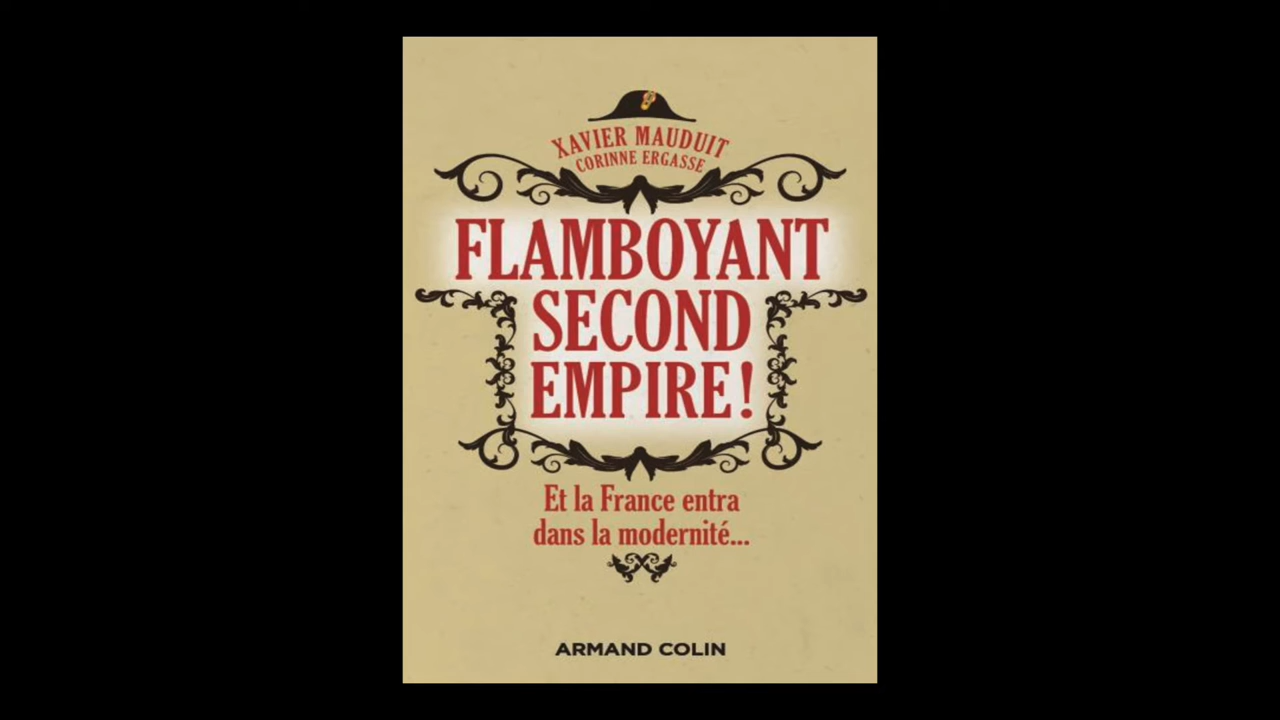 XAVIER MAUDUIT
CORINNE ERGASSE
FLAMBOYANT
SECOND
EMPIRE !
Et la France entra
dans la modernité...
ARMAND COLIN